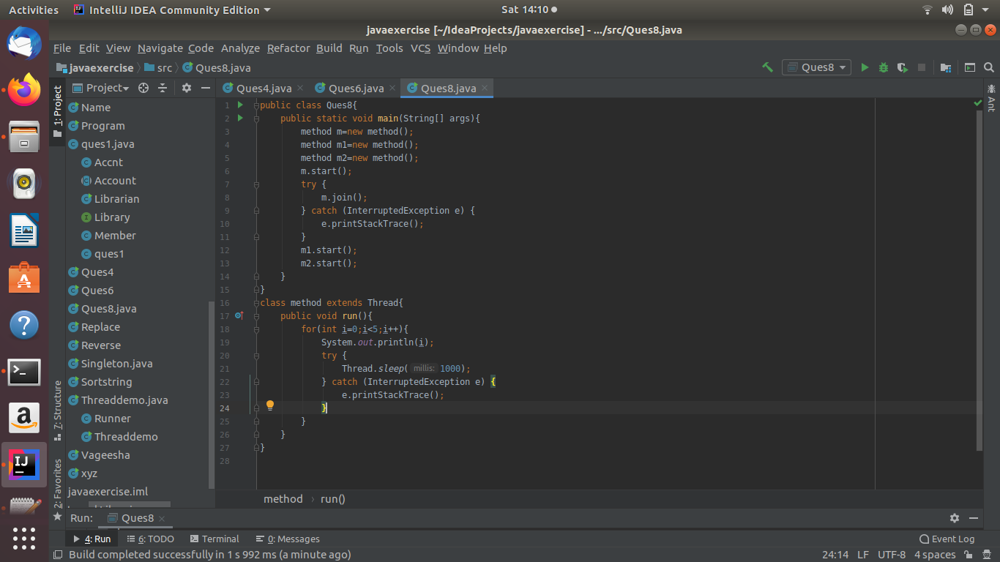 Activities IntelliJ IDEA Community Edition Sat 14:10
javaexercise [~/IdeaProjects/javaexercise] - .../src/Ques8.java
File Edit View Navigate Code Analyze Refactor Build Run Tools VCS Window Help
javaexercise src Ques8.java Ques8
1: Project
Project
Name
Program
ques1.java
Accnt
Account
Librarian
Library
Member
ques1
Ques4
Ques6
Ques8.java
Replace
Reverse
Singleton.java
Sortstring
Threaddemo.java
Runner
Threaddemo
Vageesha
xyz
javaexercise.iml
7: Structure
2: Favorites
Ques4.java Ques6.java Ques8.java
1 public class Ques8{
2 public static void main(String[] args){
3 method m=new method();
4 method m1=new method();
5 method m2=new method();
6 m.start();
7 try {
8 m.join();
9 } catch (InterruptedException e) {
10 e.printStackTrace();
11 }
12 m1.start();
13 m2.start();
14 }
15 }
16 class method extends Thread{
17 public void run(){
18 for(int i=0;i<5;i++){
19 System.out.println(i);
20 try {
21 Thread.sleep( millis: 1000);
22 } catch (InterruptedException e) {
23 e.printStackTrace();
24 }
25 }
26 }
27 }
28
method › run()
Ant
Run: Ques8
4: Run 6: TODO Terminal 0: Messages Event Log
Build completed successfully in 1 s 992 ms (a minute ago) 24:14 LF UTF-8 4 spaces